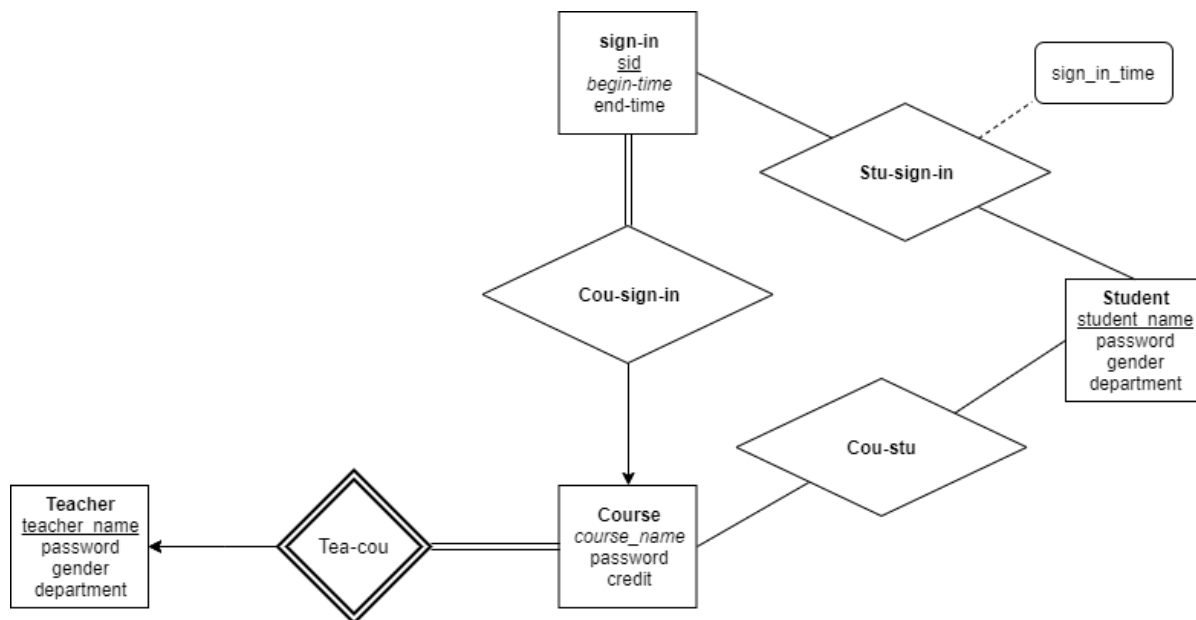 sign-in
sid
begin-time
end-time
sign_in_time
Stu-sign-in
Cou-sign-in
Student
student_name
password
gender
department
Cou-stu
Teacher
teacher_name
password
gender
department
Tea-cou
Course
course_name
password
credit